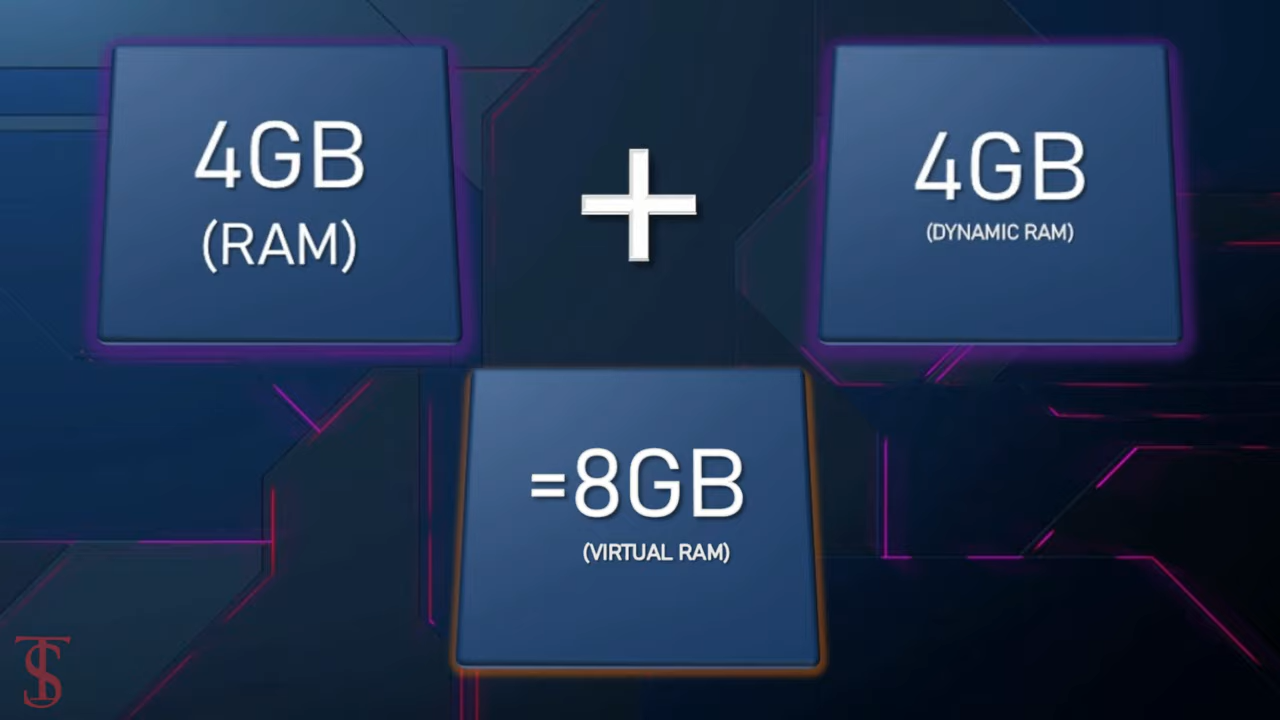 4GB
(RAM)
+
4GB
(DYNAMIC RAM)
=8GB
(VIRTUAL RAM)